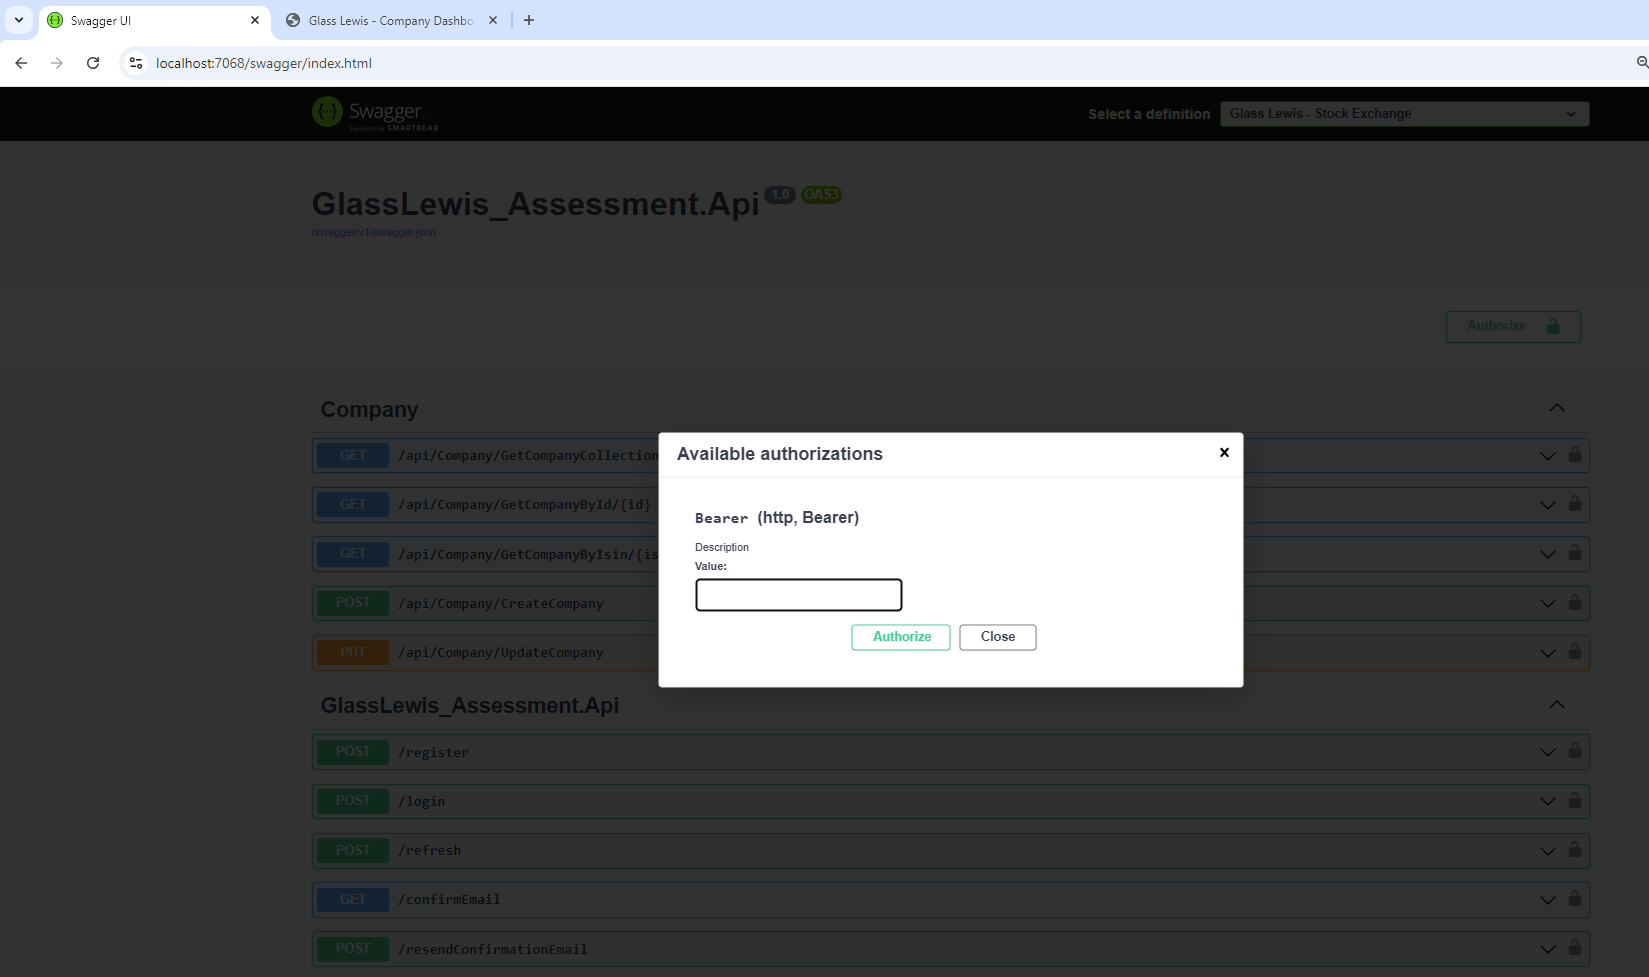 Swagger UI
Glass Lewis - Company Dashbo
localhost:7068/swagger/index.html
Swagger
Supported by SMARTBEAR
Select a definition
Glass Lewis - Stock Exchange
GlassLewis_Assessment.Api 1.0 OAS3
/swagger/v1/swagger.json
Authorize
Company
GET /api/Company/GetCompanyCollection
GET /api/Company/GetCompanyById/{id}
GET /api/Company/GetCompanyByIsin/{is
POST /api/Company/CreateCompany
PUT /api/Company/UpdateCompany
Available authorizations
Bearer (http, Bearer)
Description
Value:
Authorize Close
GlassLewis_Assessment.Api
POST /register
POST /login
POST /refresh
GET /confirmEmail
POST /resendConfirmationEmail